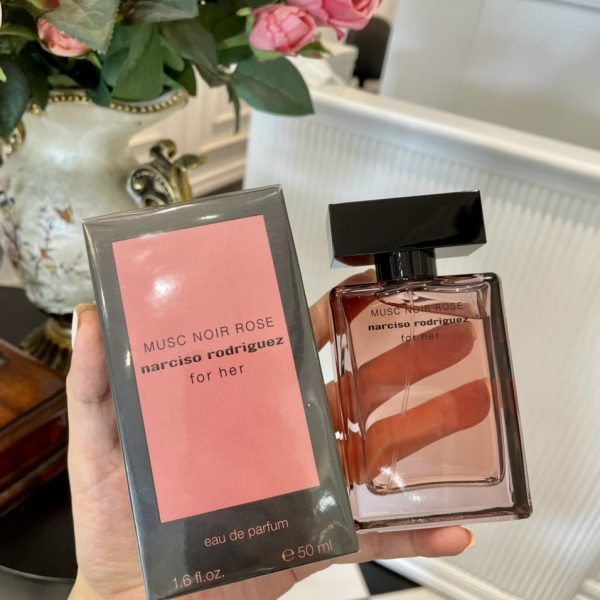 MUSC NOIR ROSE
narciso rodriguez
for her
eau de parfum
1.6 fl.oz. ℮ 50 ml
MUSC NOIR ROSE
narciso rodriguez
for her